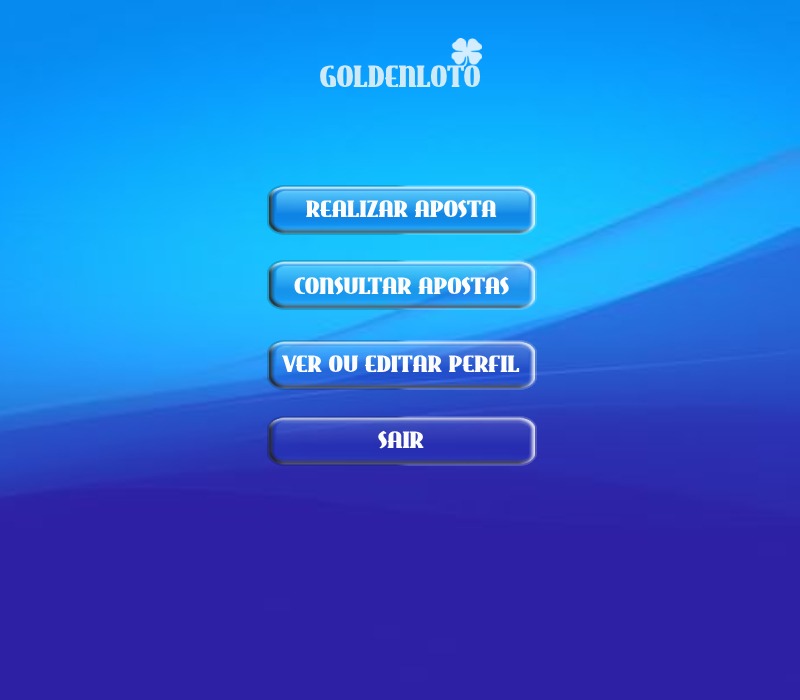 GOLDENLOTO
REALIZAR APOSTA
CONSULTAR APOSTAS
VER OU EDITAR PERFIL
SAIR